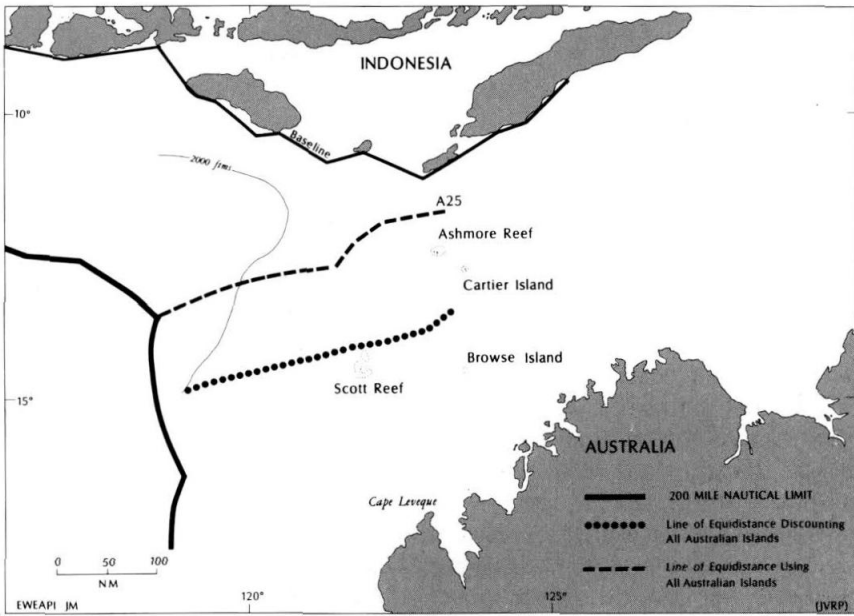 INDONESIA
10°
Baseline
2000 fms
A25
Ashmore Reef
Cartier Island
Browse Island
Scott Reef
15°
AUSTRALIA
Cape Leveque
200 MILE NAUTICAL LIMIT
Line of Equidistance Discounting
All Australian Islands
Line of Equidistance Using
All Australian Islands
0 50 100
NM
120°
125°
EWEAPI JM
(JVRP)